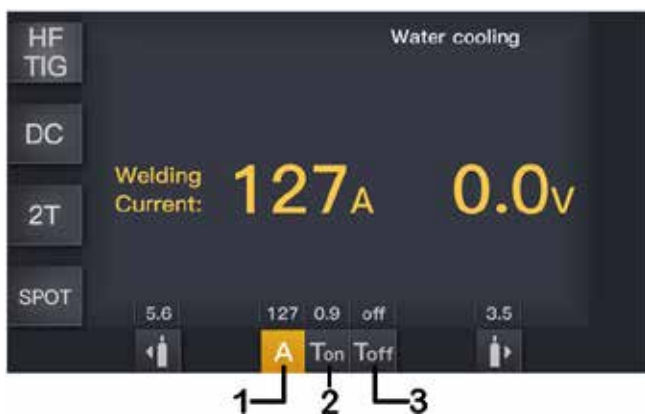 HF
TIG
Water cooling
DC
Welding
Current:
127A
0.0V
2T
SPOT
5.6
127
0.9
off
3.5
A
Ton
Toff
1
2
3